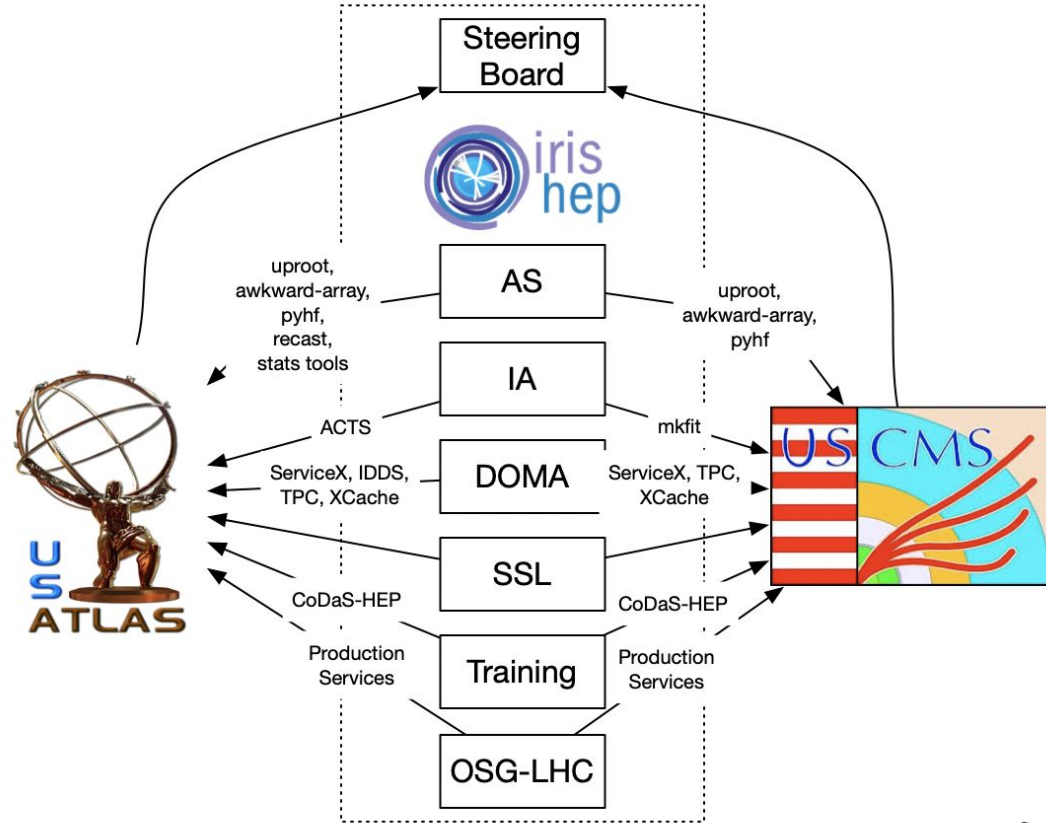 Steering
Board
iris
hep
AS
uproot,
awkward-array,
pyhf,
recast,
stats tools
uproot,
awkward-array,
pyhf
IA
ACTS
mkfit
US CMS
DOMA
ServiceX, IDDS,
TPC, XCache
ServiceX, TPC,
XCache
SSL
US
ATLAS
CoDaS-HEP
CoDaS-HEP
Training
Production
Services
Production
Services
OSG-LHC